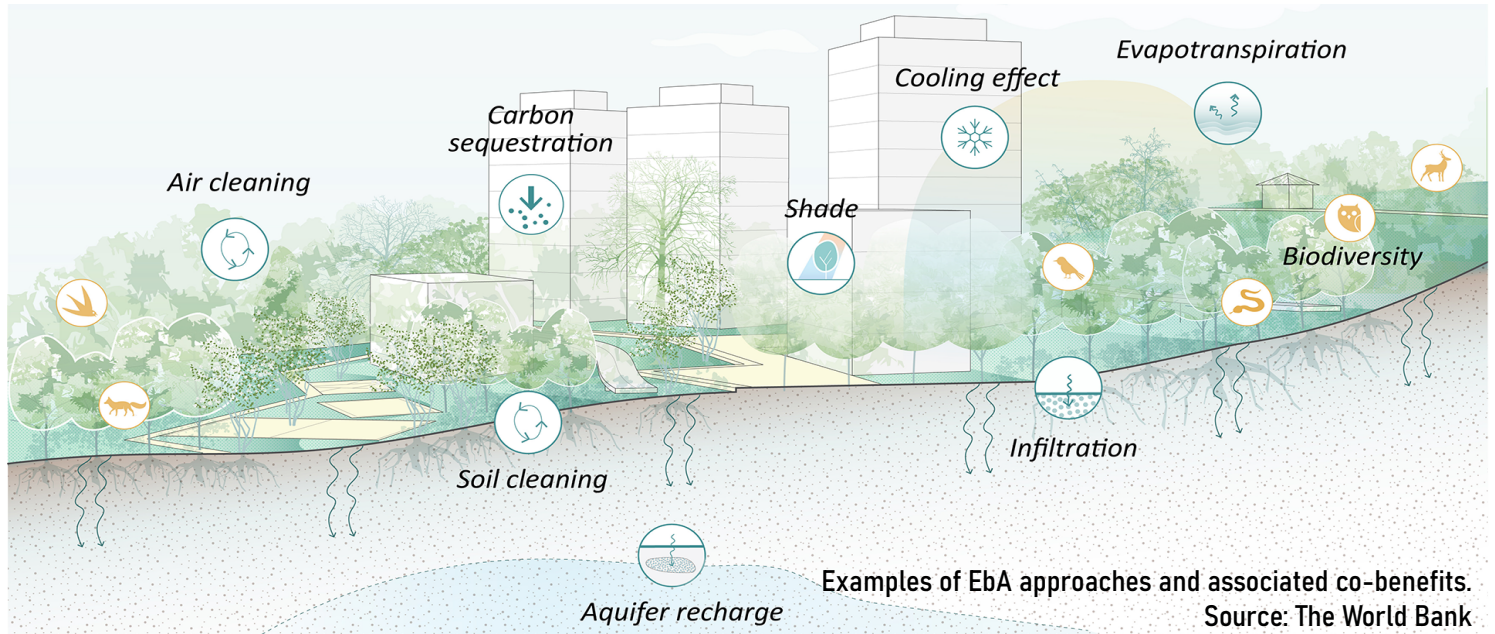 Evapotranspiration
Cooling effect
Carbon
sequestration
Air cleaning
Shade
Biodiversity
Infiltration
Soil cleaning
Aquifer recharge
Examples of EbA approaches and associated co-benefits.
Source: The World Bank